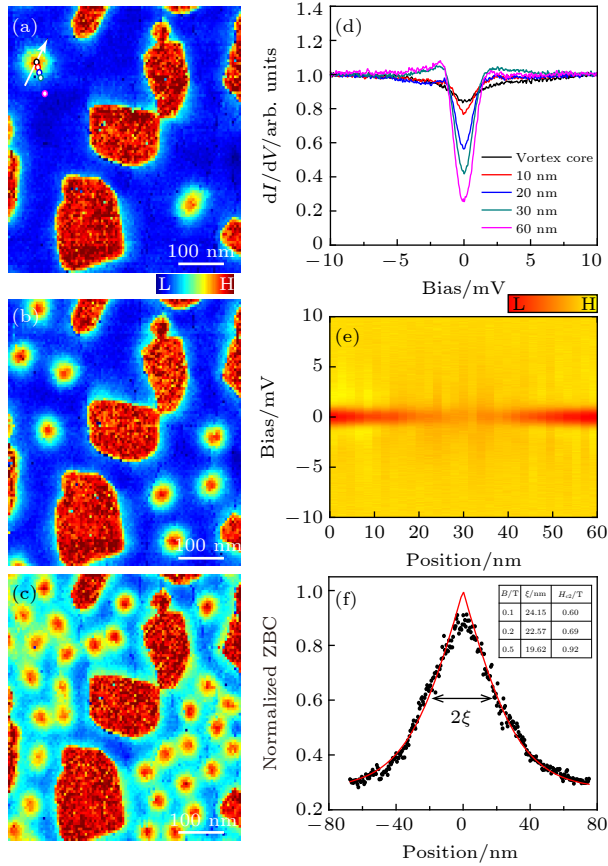 (a)
100 nm
L H
(b)
100 nm
(c)
100 nm
(d)
dI/dV/arb. units
1.4
1.2
1.0
0.8
0.6
0.4
0.2
0
Vortex core
10 nm
20 nm
30 nm
60 nm
−10 −5 0 5 10
Bias/mV
L H
(e)
Bias/mV
10
5
0
−5
−10
0 10 20 30 40 50 60
Position/nm
(f)
Normalized ZBC
1.0
0.8
0.6
0.4
0.2
B/T ξ/nm Hc2/T
0.1 24.15 0.60
0.2 22.57 0.69
0.5 19.62 0.92
2ξ
−80 −40 0 40 80
Position/nm